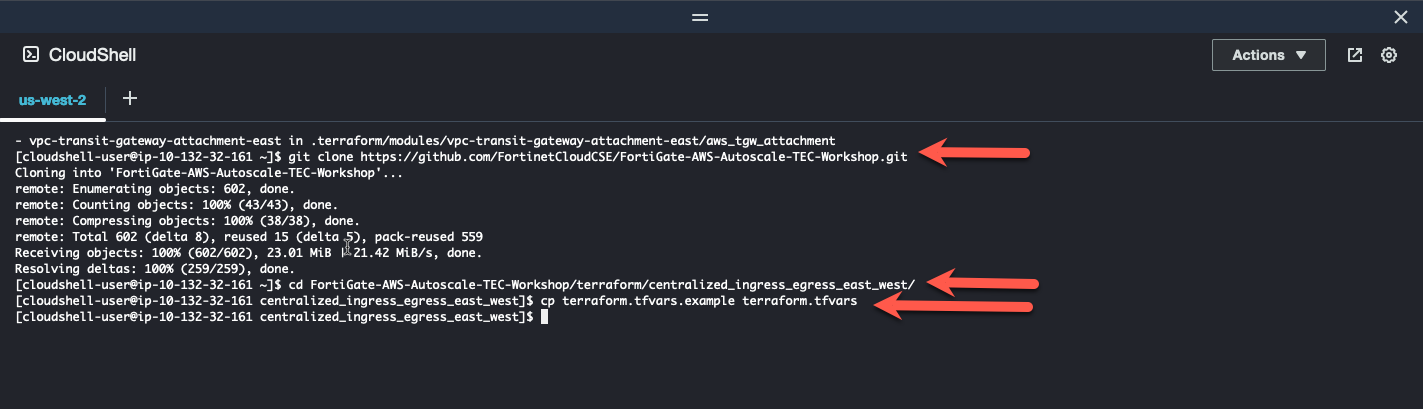 CloudShell
Actions
us-west-2
- vpc-transit-gateway-attachment-east in .terraform/modules/vpc-transit-gateway-attachment-east/aws_tgw_attachment
[cloudshell-user@ip-10-132-32-161 ~]$ git clone https://github.com/FortinetCloudCSE/FortiGate-AWS-Autoscale-TEC-Workshop.git
Cloning into 'FortiGate-AWS-Autoscale-TEC-Workshop'...
remote: Enumerating objects: 602, done.
remote: Counting objects: 100% (43/43), done.
remote: Compressing objects: 100% (38/38), done.
remote: Total 602 (delta 8), reused 15 (delta 5), pack-reused 559
Receiving objects: 100% (602/602), 23.01 MiB | 21.42 MiB/s, done.
Resolving deltas: 100% (259/259), done.
[cloudshell-user@ip-10-132-32-161 ~]$ cd FortiGate-AWS-Autoscale-TEC-Workshop/terraform/centralized_ingress_egress_east_west/
[cloudshell-user@ip-10-132-32-161 centralized_ingress_egress_east_west]$ cp terraform.tfvars.example terraform.tfvars
[cloudshell-user@ip-10-132-32-161 centralized_ingress_egress_east_west]$